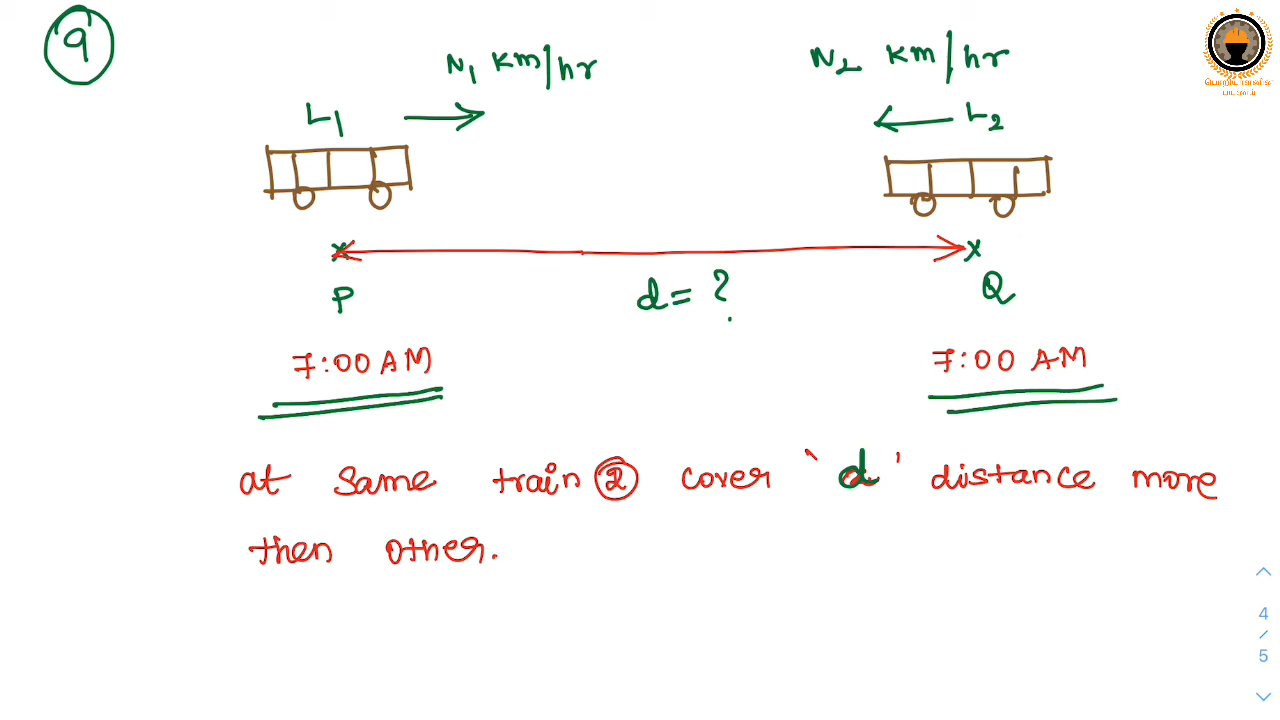 9
N1 km/hr
N2 km/hr
L1
L2
P
d = ?
Q
7:00 AM
7:00 AM
at same train 2 cover 'd' distance more
then other.
4
/
5